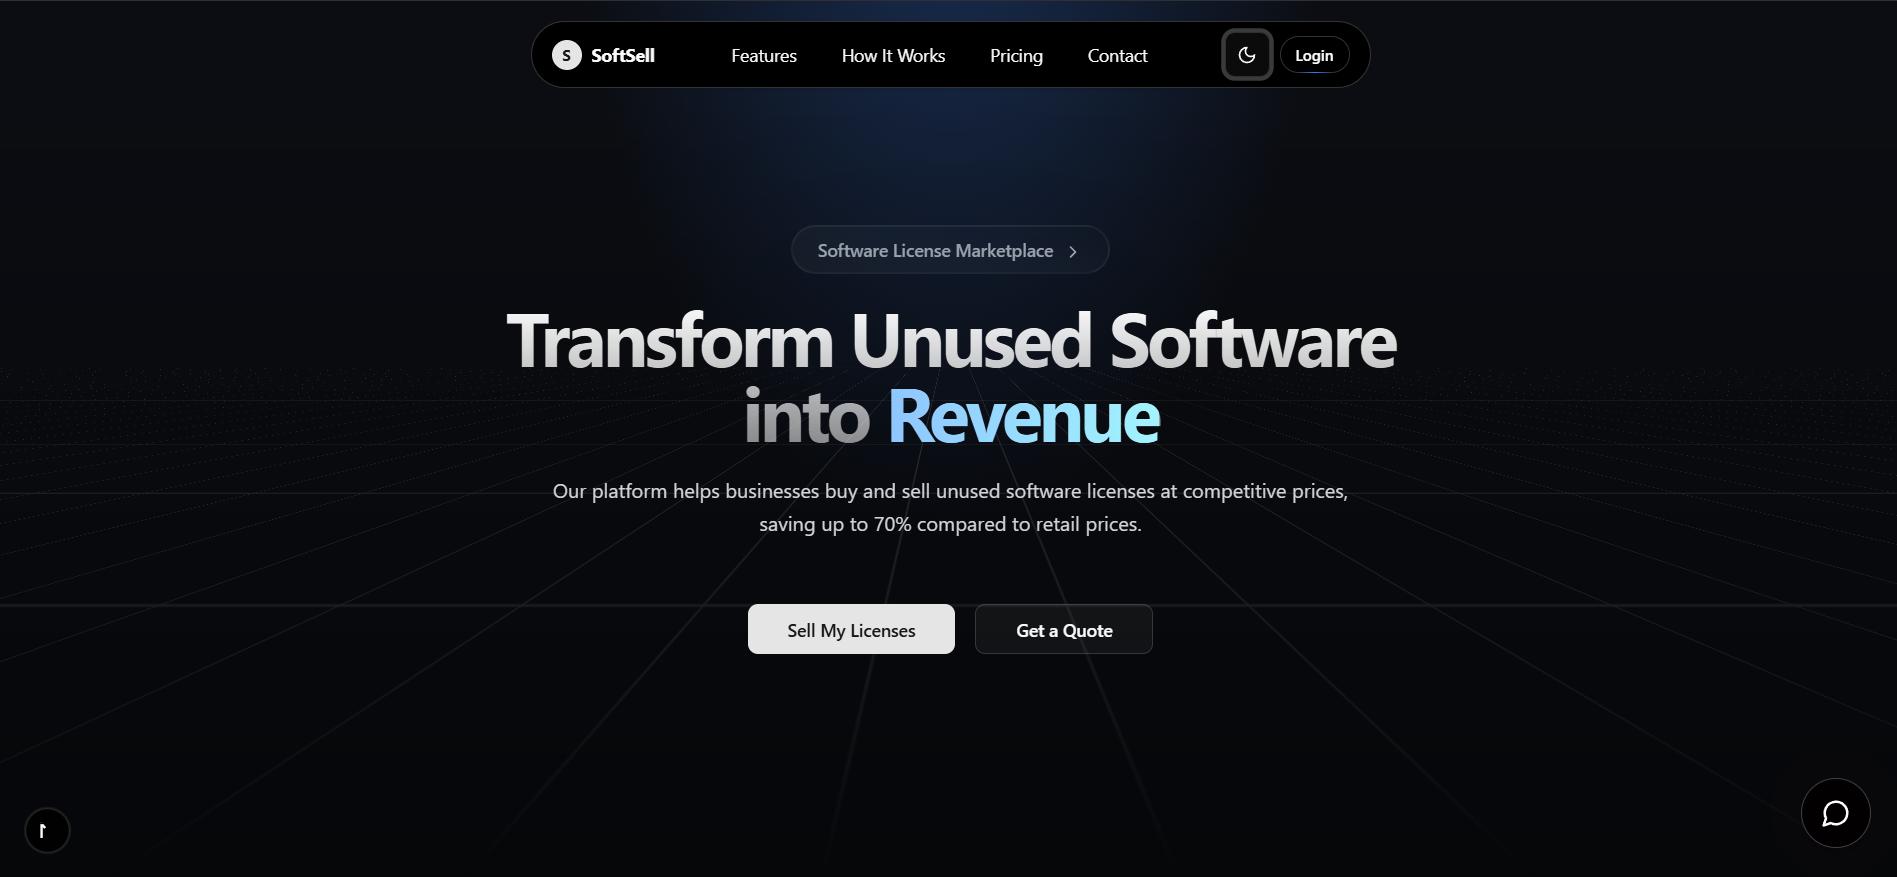 S SoftSell Features How It Works Pricing Contact Login
Software License Marketplace
Transform Unused Software
into Revenue
Our platform helps businesses buy and sell unused software licenses at competitive prices,
saving up to 70% compared to retail prices.
Sell My Licenses Get a Quote